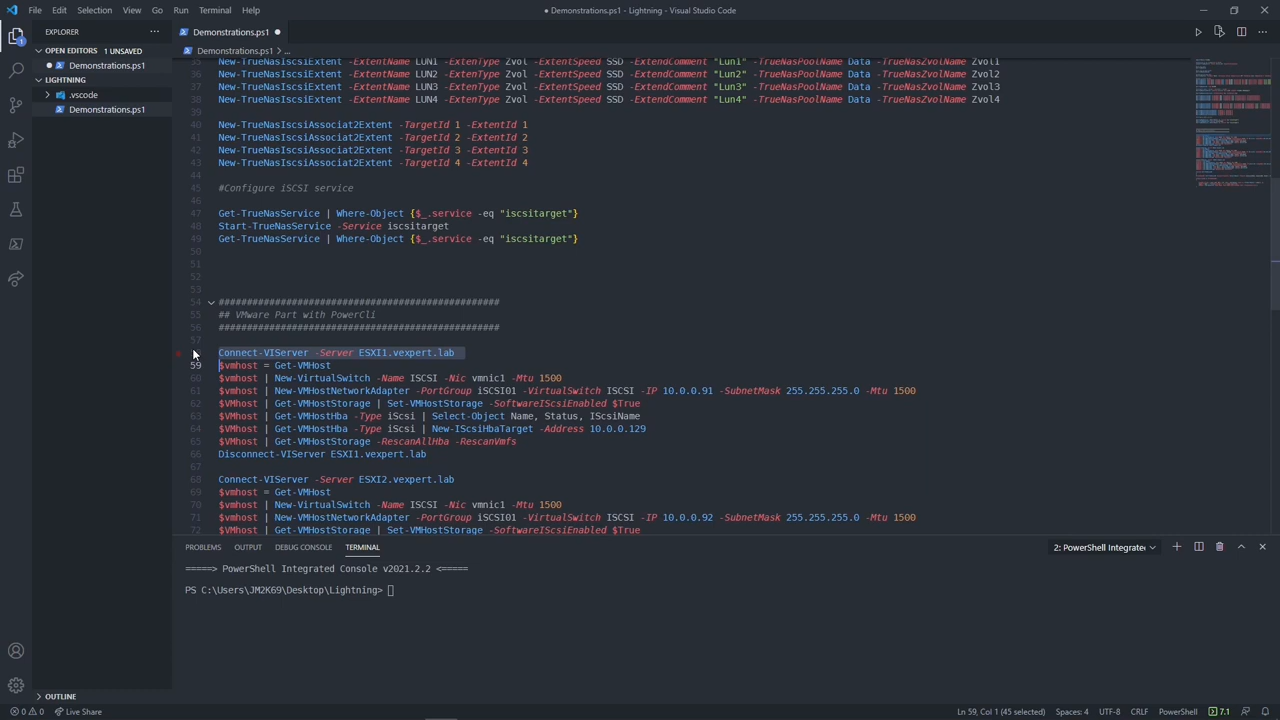 File Edit Selection View Go Run Terminal Help
● Demonstrations.ps1 - Lightning - Visual Studio Code
EXPLORER
OPEN EDITORS 1 UNSAVED
Demonstrations.ps1
LIGHTNING
.vscode
Demonstrations.ps1
OUTLINE
1
Demonstrations.ps1
Demonstrations.ps1 > ...
35 New-TrueNasIscsiExtent -ExtentName LUN1 -ExtenType Zvol -ExtentSpeed SSD -ExtendComment "Lun1" -TrueNasPoolName Data -TrueNasZvolName Zvol1
36 New-TrueNasIscsiExtent -ExtentName LUN2 -ExtenType Zvol -ExtentSpeed SSD -ExtendComment "Lun2" -TrueNasPoolName Data -TrueNasZvolName Zvol2
37 New-TrueNasIscsiExtent -ExtentName LUN3 -ExtenType Zvol -ExtentSpeed SSD -ExtendComment "Lun3" -TrueNasPoolName Data -TrueNasZvolName Zvol3
38 New-TrueNasIscsiExtent -ExtentName LUN4 -ExtenType Zvol -ExtentSpeed SSD -ExtendComment "Lun4" -TrueNasPoolName Data -TrueNasZvolName Zvol4
39
40 New-TrueNasIscsiAssociat2Extent -TargetId 1 -ExtentId 1
41 New-TrueNasIscsiAssociat2Extent -TargetId 2 -ExtentId 2
42 New-TrueNasIscsiAssociat2Extent -TargetId 3 -ExtentId 3
43 New-TrueNasIscsiAssociat2Extent -TargetId 4 -ExtentId 4
44
45 #Configure iSCSI service
46
47 Get-TrueNasService | Where-Object {$_.service -eq "iscsitarget"}
48 Start-TrueNasService -Service iscsitarget
49 Get-TrueNasService | Where-Object {$_.service -eq "iscsitarget"}
50
51
52
53
54 ##################################################
55 ## VMware Part with PowerCli
56 ##################################################
57
Connect-VIServer -Server ESXI1.vexpert.lab
59 $vmhost = Get-VMHost
60 $vmhost | New-VirtualSwitch -Name ISCSI -Nic vmnic1 -Mtu 1500
61 $vmhost | New-VMHostNetworkAdapter -PortGroup iSCSI01 -VirtualSwitch ISCSI -IP 10.0.0.91 -SubnetMask 255.255.255.0 -Mtu 1500
62 $VMhost | Get-VMHostStorage | Set-VMHostStorage -SoftwareIScsiEnabled $True
63 $VMhost | Get-VMHostHba -Type iScsi | Select-Object Name, Status, IScsiName
64 $VMhost | Get-VMHostHba -Type iScsi | New-IScsiHbaTarget -Address 10.0.0.129
65 $VMhost | Get-VMHostStorage -RescanAllHba -RescanVmfs
66 Disconnect-VIServer ESXI1.vexpert.lab
67
68 Connect-VIServer -Server ESXI2.vexpert.lab
69 $vmhost = Get-VMHost
70 $vmhost | New-VirtualSwitch -Name ISCSI -Nic vmnic1 -Mtu 1500
71 $vmhost | New-VMHostNetworkAdapter -PortGroup iSCSI01 -VirtualSwitch ISCSI -IP 10.0.0.92 -SubnetMask 255.255.255.0 -Mtu 1500
72 $VMhost | Get-VMHostStorage | Set-VMHostStorage -SoftwareIScsiEnabled $True
PROBLEMS OUTPUT DEBUG CONSOLE TERMINAL
2: PowerShell Integrate
=====> PowerShell Integrated Console v2021.2.2 <=====
PS C:\Users\JM2K69\Desktop\Lightning>
0 0 Live Share
Ln 59, Col 1 (45 selected) Spaces: 4 UTF-8 CRLF PowerShell 7.1